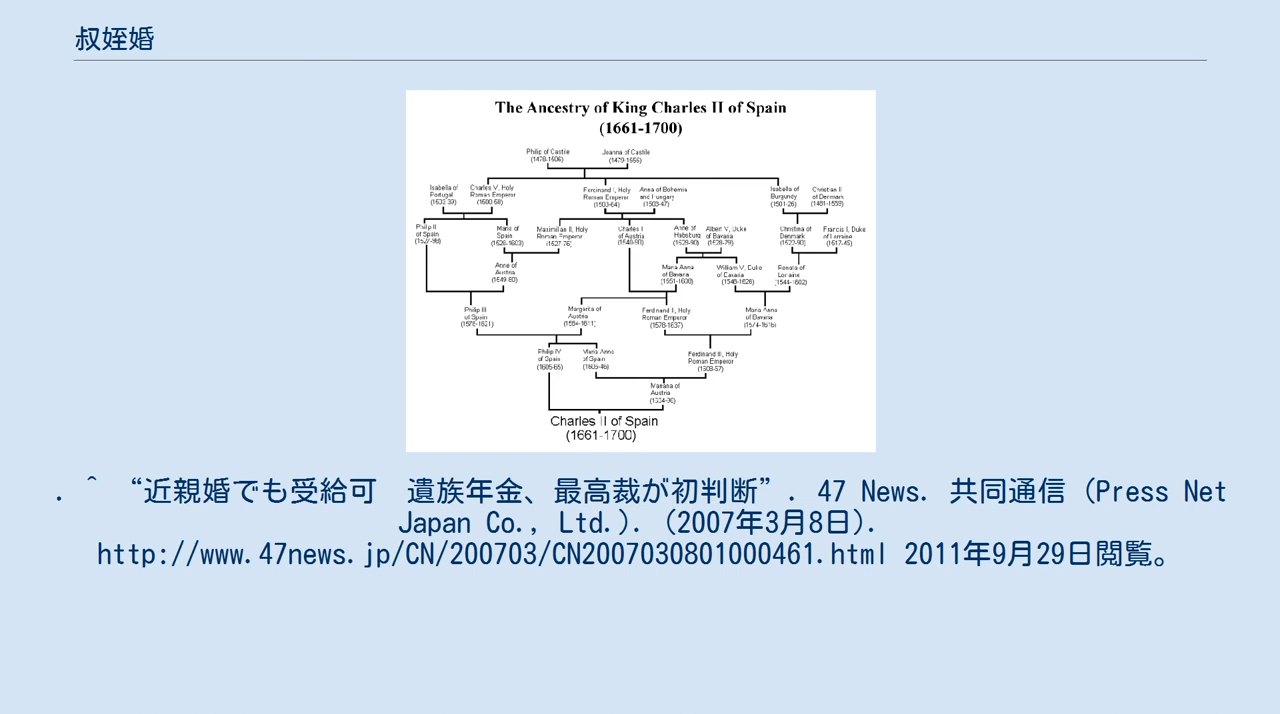 叔姪婚
The Ancestry of King Charles II of Spain
(1661-1700)
Philip of Castile
(1478-1506)
Joanna of Castile
(1479-1555)
Isabella of
Portugal
(1503-39)
Charles V, Holy
Roman Emperor
(1500-58)
Ferdinand I, Holy
Roman Emperor
(1503-64)
Anna of Bohemia
and Hungary
(1503-47)
Isabella of
Burgundy
(1501-26)
Christian II
of Denmark
(1481-1559)
Philip II
of Spain
(1527-98)
Maria of
Spain
(1528-1603)
Maximilian II, Holy
Roman Emperor
(1527-76)
Charles I
of Austria
(1540-90)
Anne of
Habsburg
(1528-90)
Albert V, Duke
of Bavaria
(1528-79)
Christina of
Denmark
(1522-90)
Francis I, Duke
of Lorraine
(1517-45)
Anne of
Austria
(1549-80)
Maria Anna
of Bavaria
(1551-1608)
William V, Duke
of Bavaria
(1548-1626)
Renata of
Lorraine
(1544-1602)
Philip III
of Spain
(1578-1621)
Margaret of
Austria
(1584-1611)
Ferdinand II, Holy
Roman Emperor
(1578-1637)
Maria Anna
of Bavaria
(1574-1616)
Philip IV
of Spain
(1605-65)
Maria Anna
of Spain
(1606-46)
Ferdinand III, Holy
Roman Emperor
(1608-57)
Mariana of
Austria
(1634-96)
Charles II of Spain
(1661-1700)
. ^ “近親婚でも受給可　遺族年金、最高裁が初判断”. 47 News. 共同通信 (Press Net
Japan Co., Ltd.). (2007年3月8日).
http://www.47news.jp/CN/200703/CN2007030801000461.html 2011年9月29日閲覧。